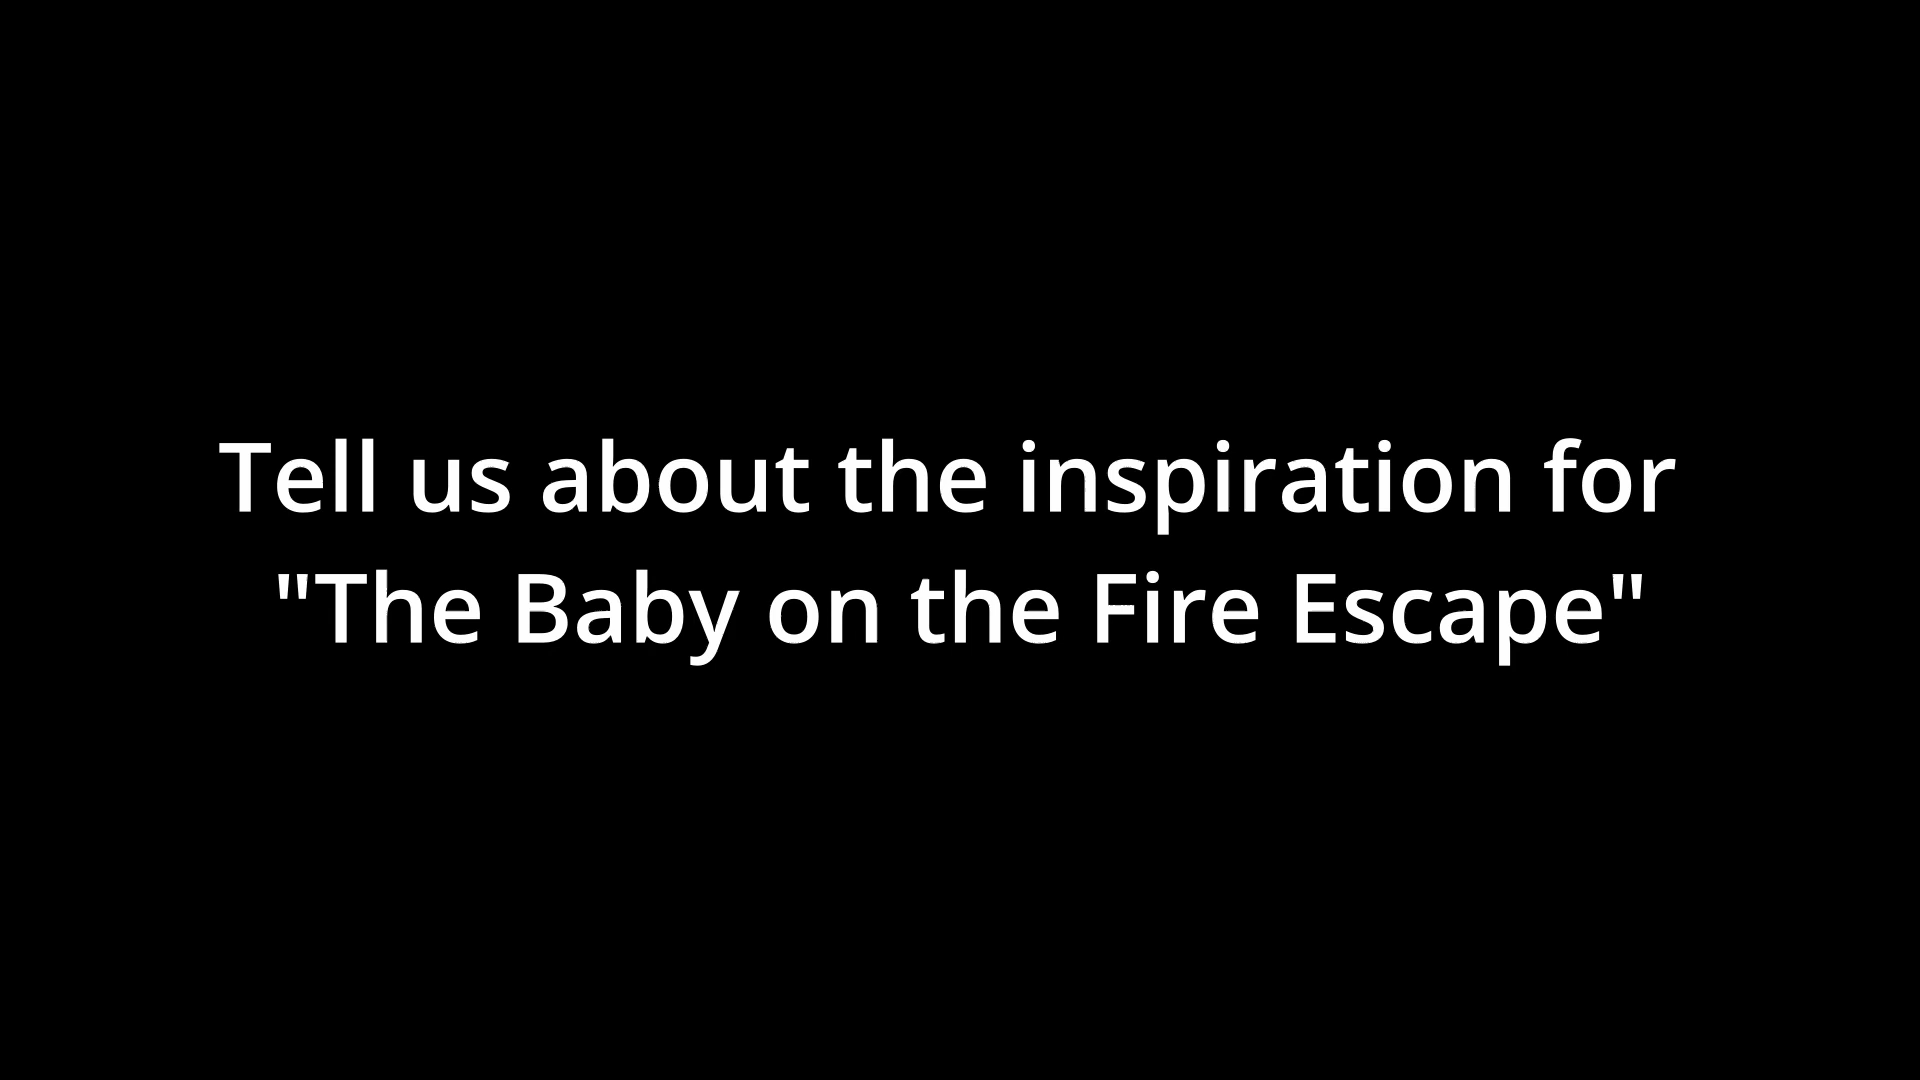 Tell us about the inspiration for
"The Baby on the Fire Escape"